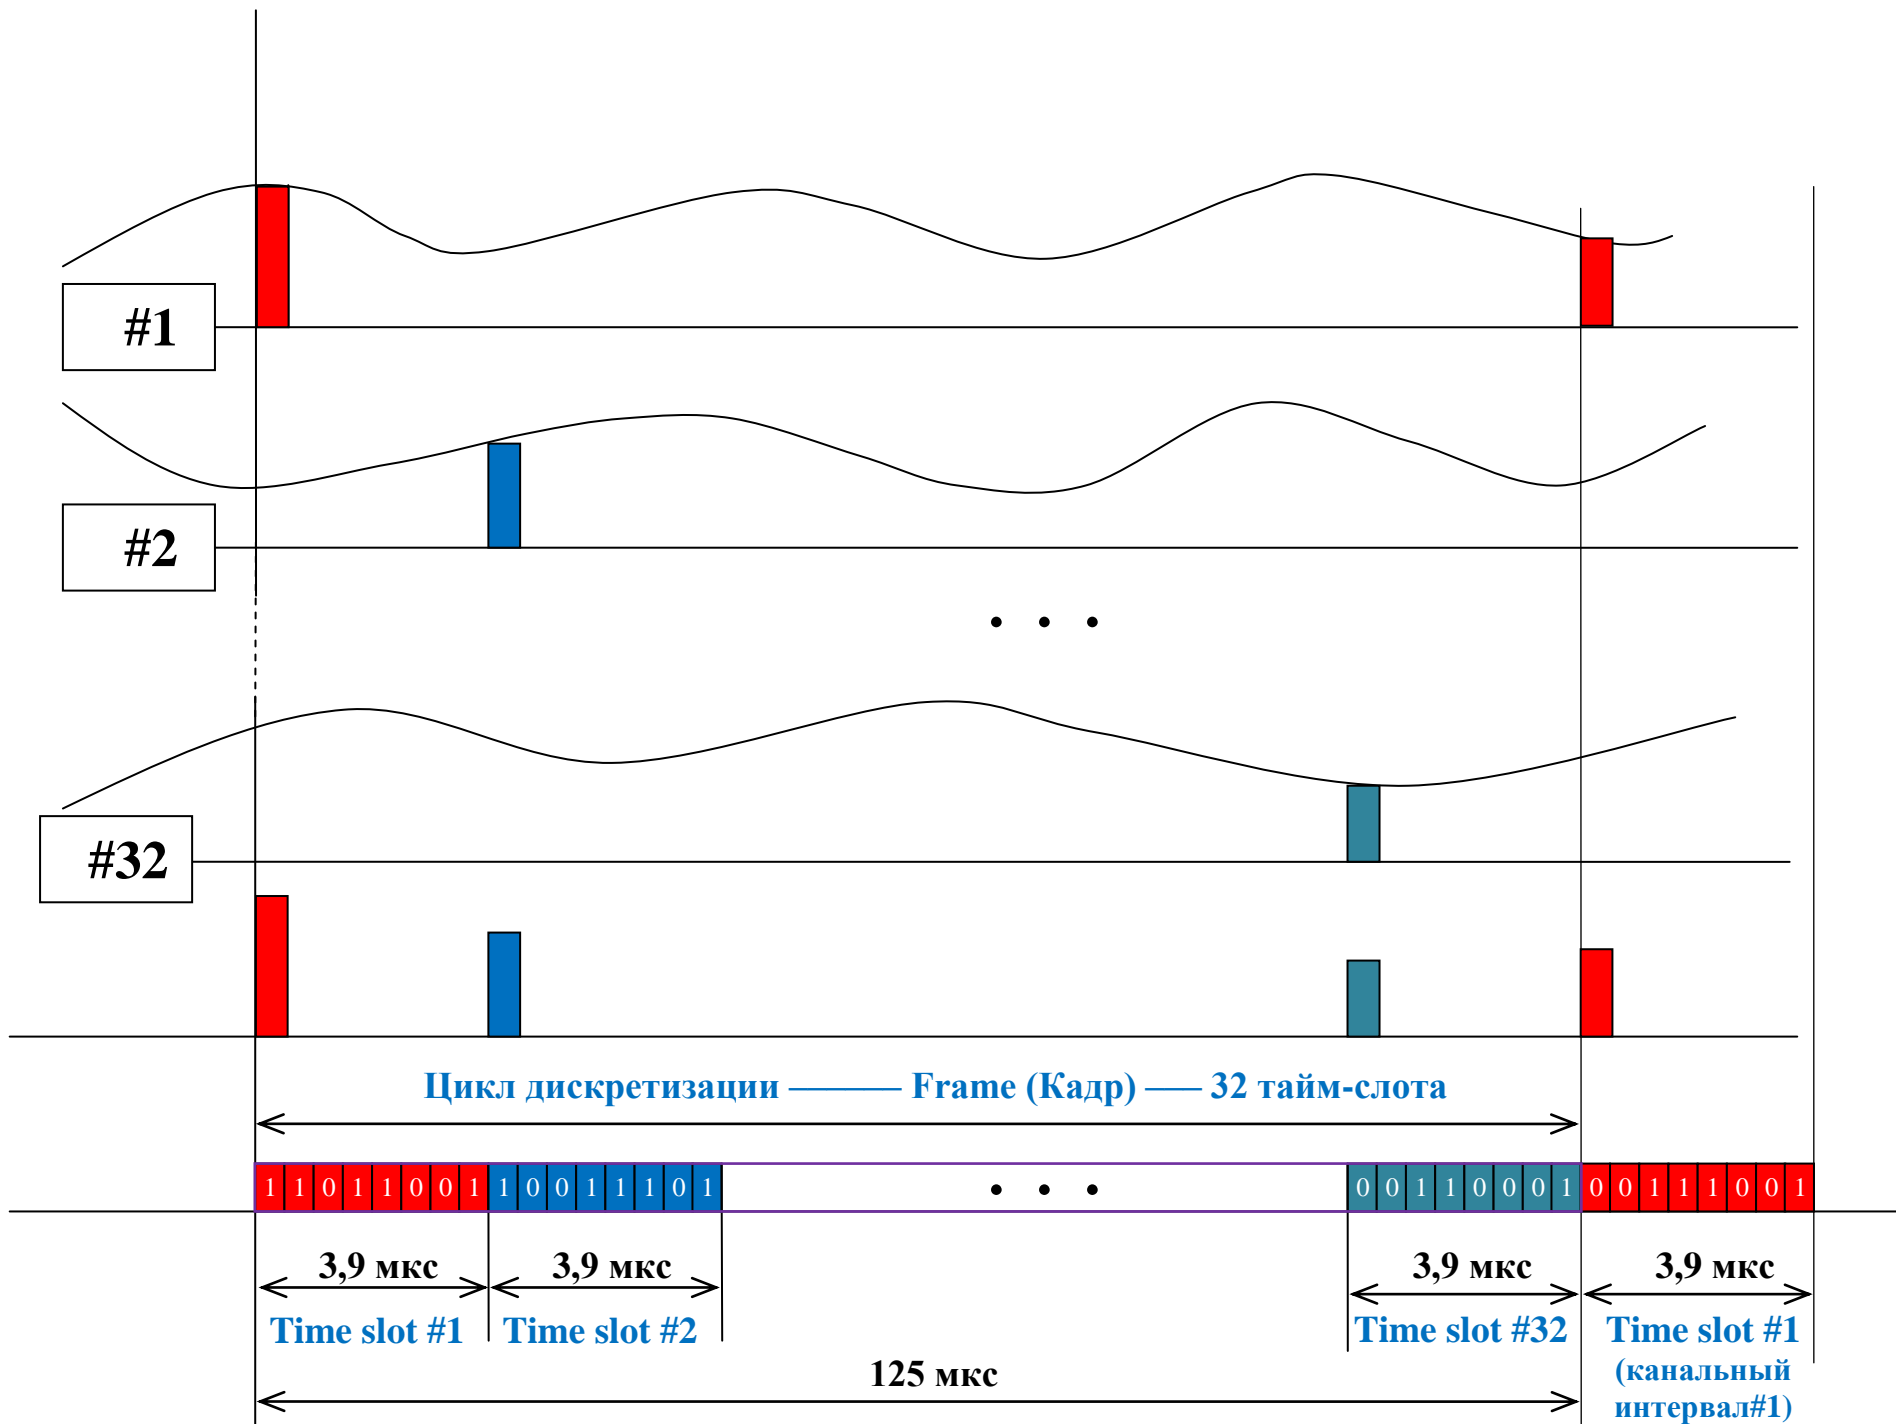 #1
#2
• • •
#32
Цикл дискретизации ——— Frame (Кадр) —— 32 тайм-слота
1 1 0 1 1 0 0 1 1 0 0 1 1 1 0 1 • • • 0 0 1 1 0 0 0 1 0 0 1 1 1 0 0 1
3,9 мкс 3,9 мкс 3,9 мкс 3,9 мкс
Time slot #1 Time slot #2 Time slot #32 Time slot #1
(канальный
125 мкс
интервал#1)